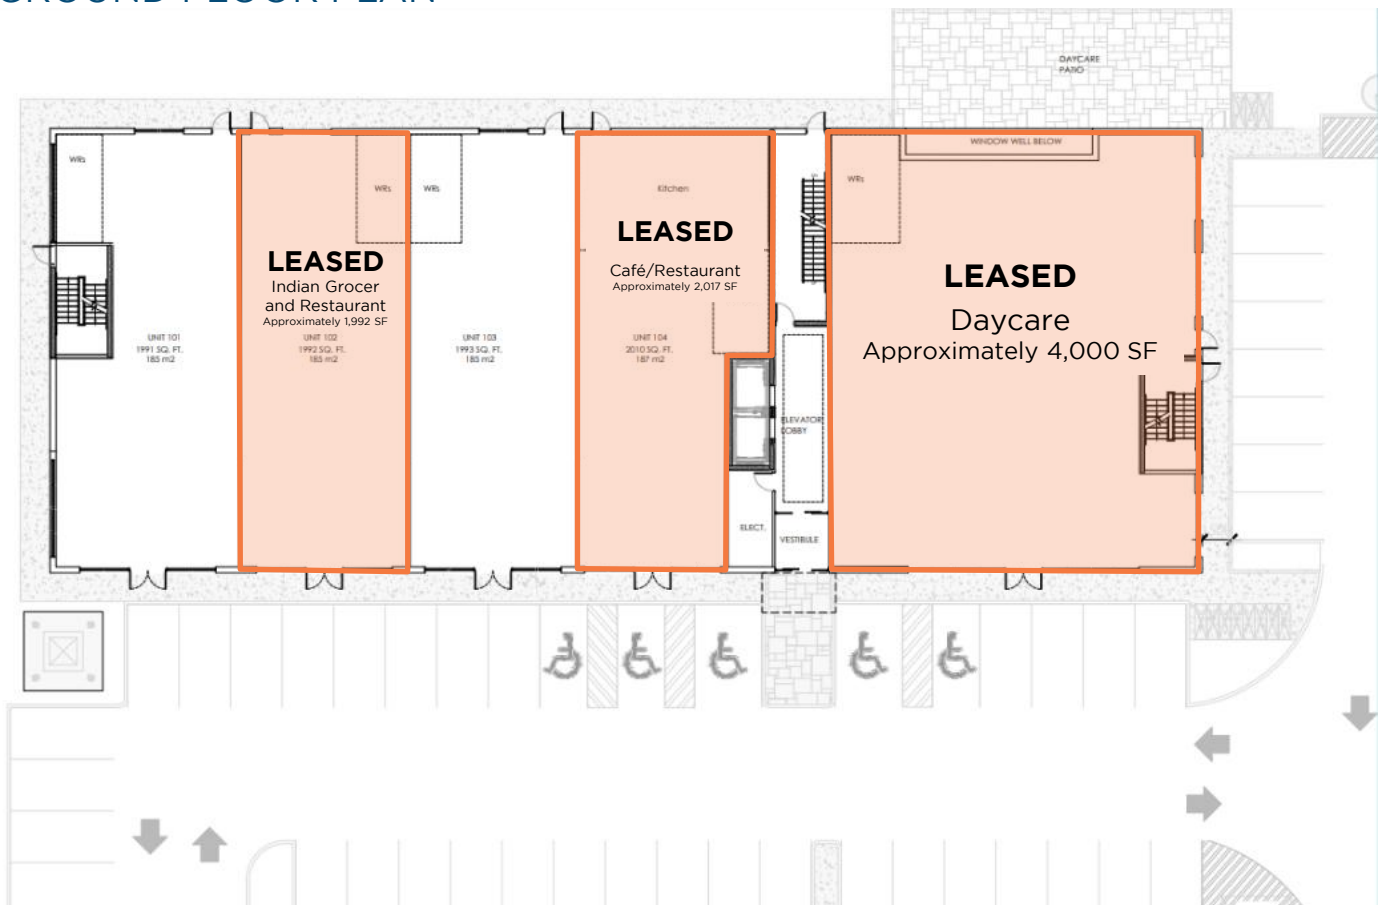 GROUND FLOOR PLAN
DAYCARE
PATIO
WINDOW WELL BELOW
WRs
WRs
WRs
Kitchen
WRs
LEASED
Indian Grocer
and Restaurant
Approximately 1,992 SF
LEASED
Café/Restaurant
Approximately 2,017 SF
LEASED
Daycare
Approximately 4,000 SF
UNIT 101
1991 SQ. FT.
185 m2
UNIT 102
1992 SQ. FT.
185 m2
UNIT 103
1993 SQ. FT.
185 m2
UNIT 104
2010 SQ. FT.
187 m2
ELEVATOR
LOBBY
ELECT.
VESTIBULE